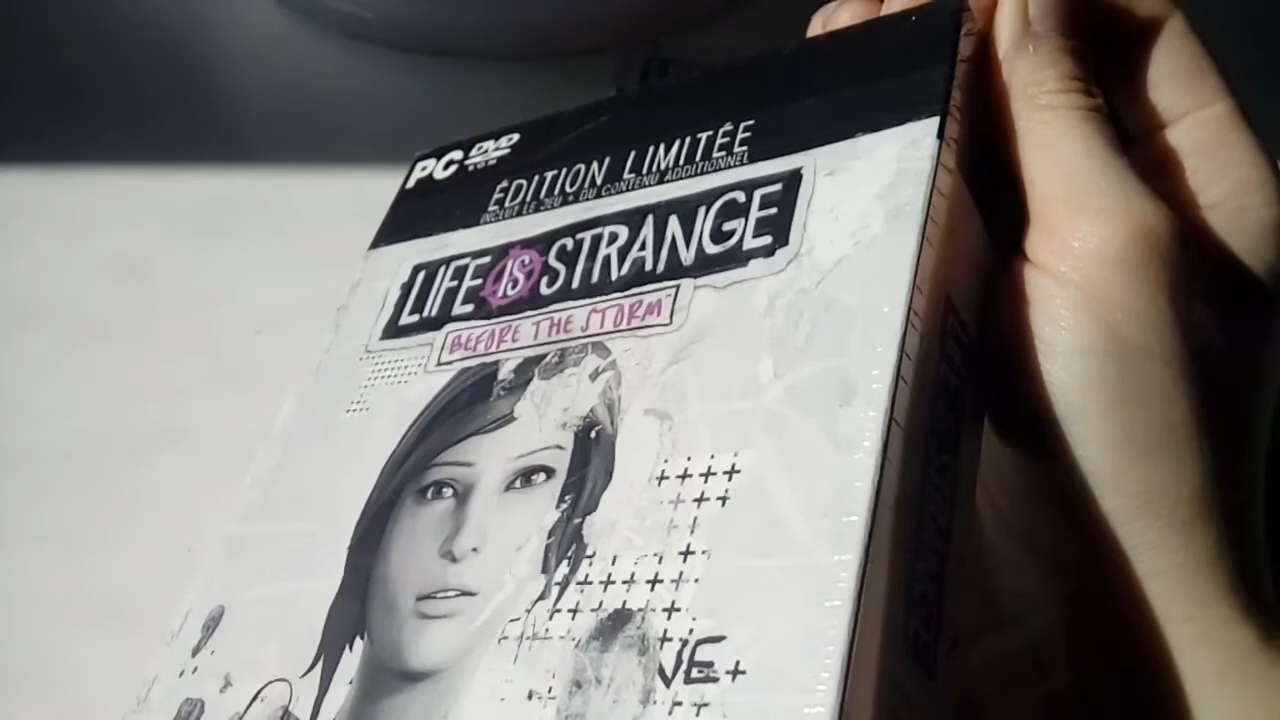 PC DVD
ROM
ÉDITION LIMITÉE
INCLUT LE JEU + DU CONTENU ADDITIONNEL
LIFE IS STRANGE
BEFORE THE STORM